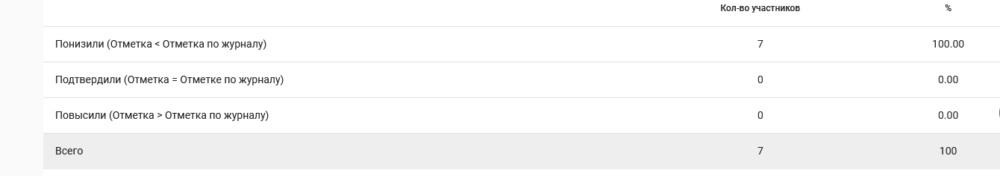 Кол-во участников %
Понизили (Отметка < Отметка по журналу) 7 100.00
Подтвердили (Отметка = Отметке по журналу) 0 0.00
Повысили (Отметка > Отметка по журналу) 0 0.00
Всего 7 100